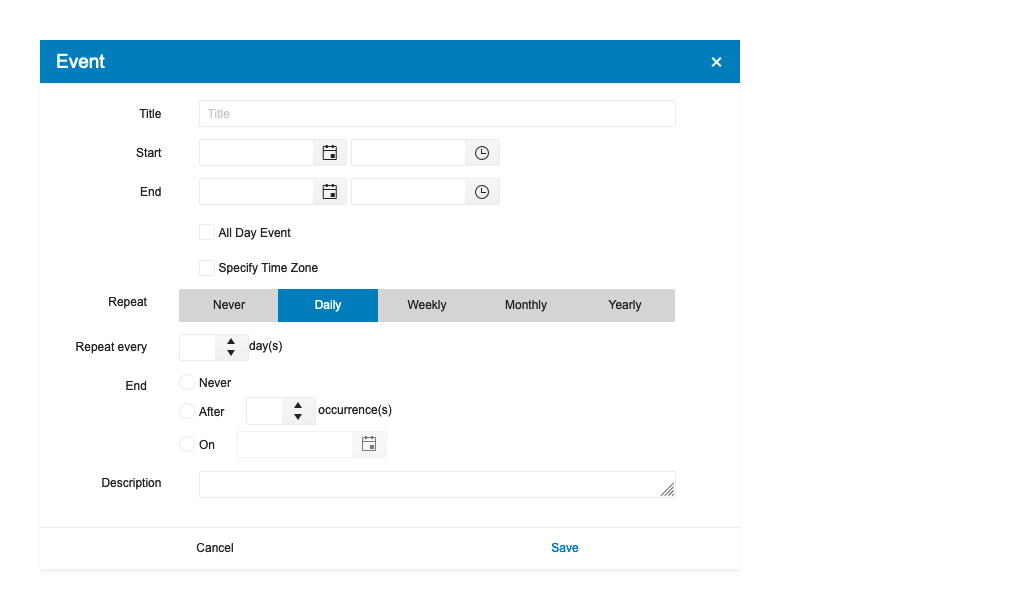 Event
Title Title
Start
End
All Day Event
Specify Time Zone
Repeat Never Daily Weekly Monthly Yearly
Repeat every day(s)
End Never
After occurrence(s)
On
Description
Cancel Save